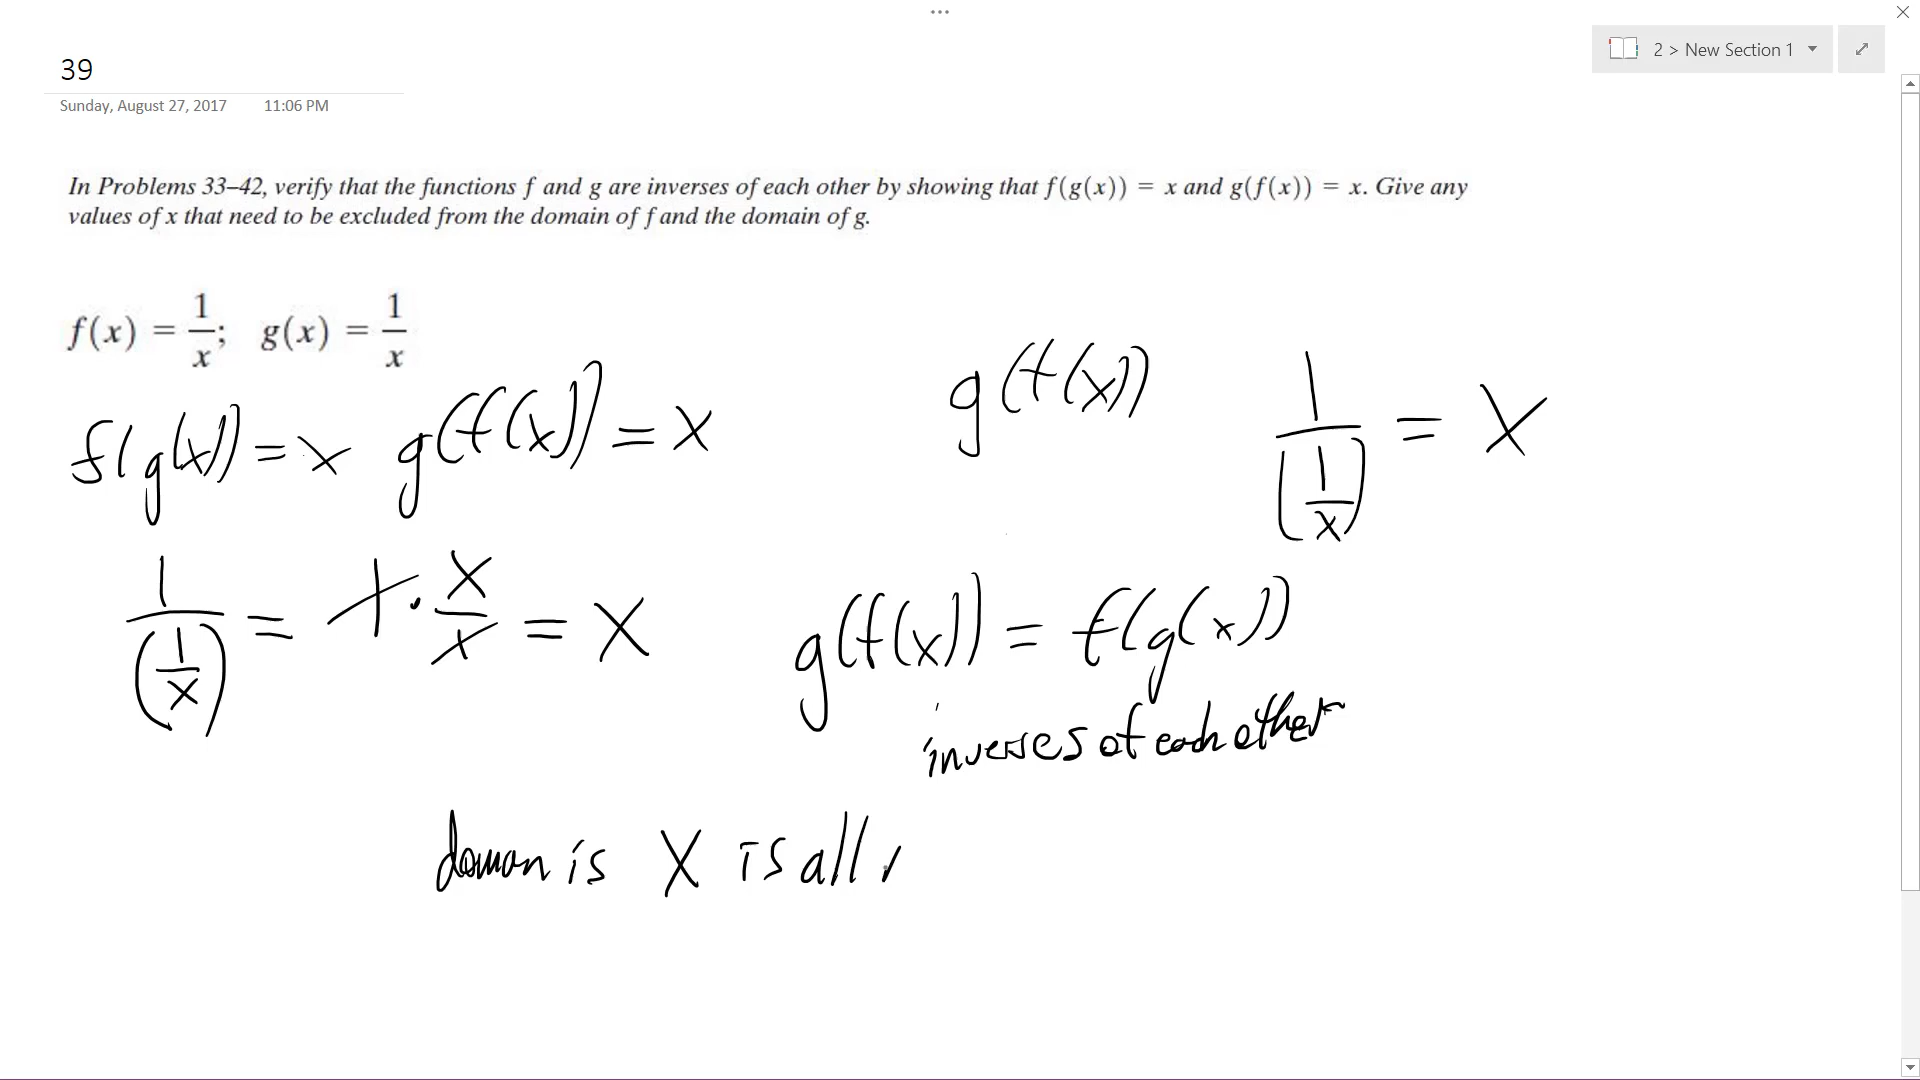 2 > New Section 1
39
Sunday, August 27, 2017 11:06 PM
In Problems 33–42, verify that the functions f and g are inverses of each other by showing that f(g(x)) = x and g(f(x)) = x. Give any
values of x that need to be excluded from the domain of f and the domain of g.
f(x) = 1/x; g(x) = 1/x
f(g(x)) = x g(f(x)) = x
g(f(x)) 1/(1/x) = x
1/(1/x) = 1 · x/x = x
g(f(x)) = f(g(x))
inverses of each other
doman is x is all